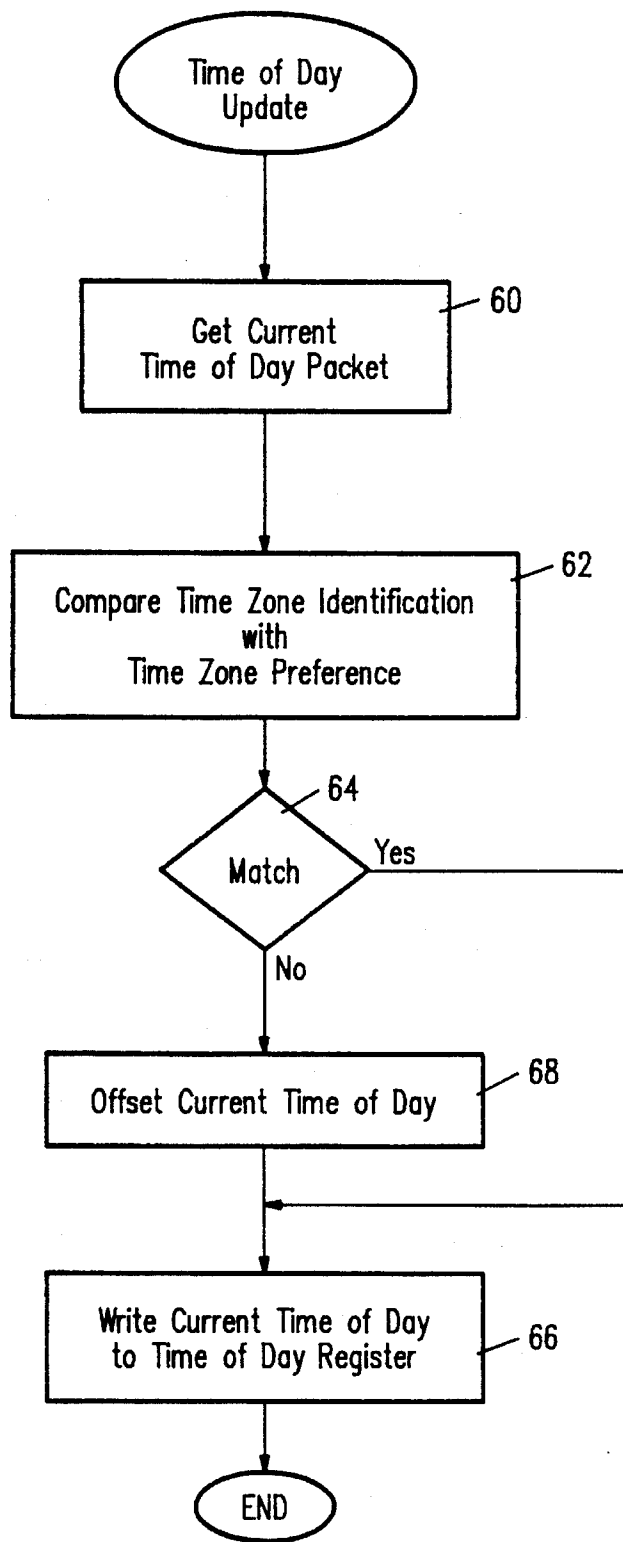 Time of Day
Update
60
Get Current
Time of Day Packet
62
Compare Time Zone Identification
with
Time Zone Preference
64
Match
Yes
No
68
Offset Current Time of Day
Write Current Time of Day
to Time of Day Register
66
END